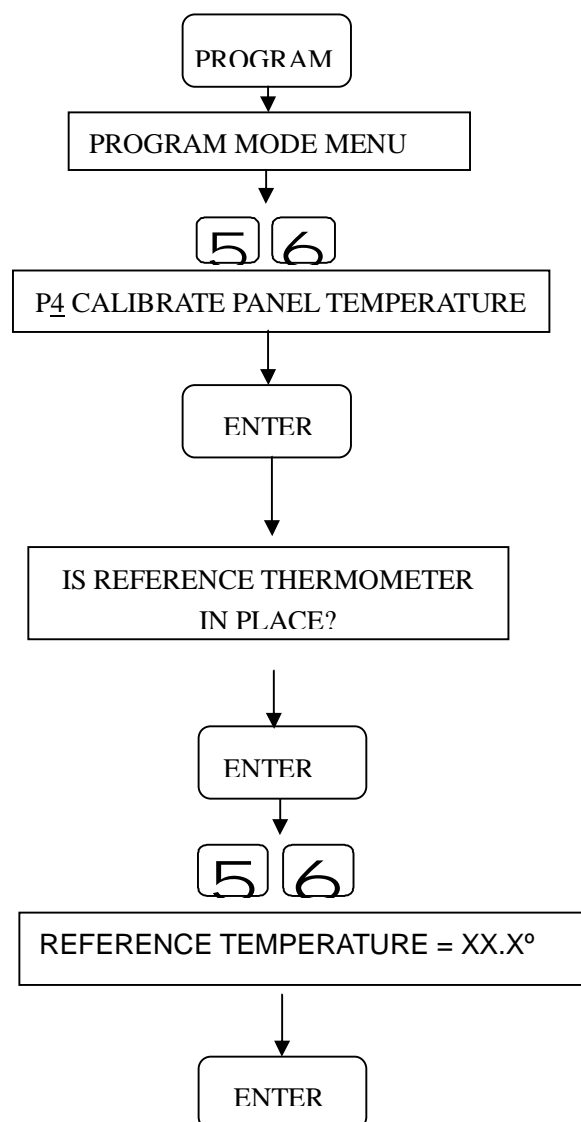 PROGRAM
PROGRAM MODE MENU
5 6
P4 CALIBRATE PANEL TEMPERATURE
ENTER
IS REFERENCE THERMOMETER
IN PLACE?
ENTER
5 6
REFERENCE TEMPERATURE = XX.Xº
ENTER